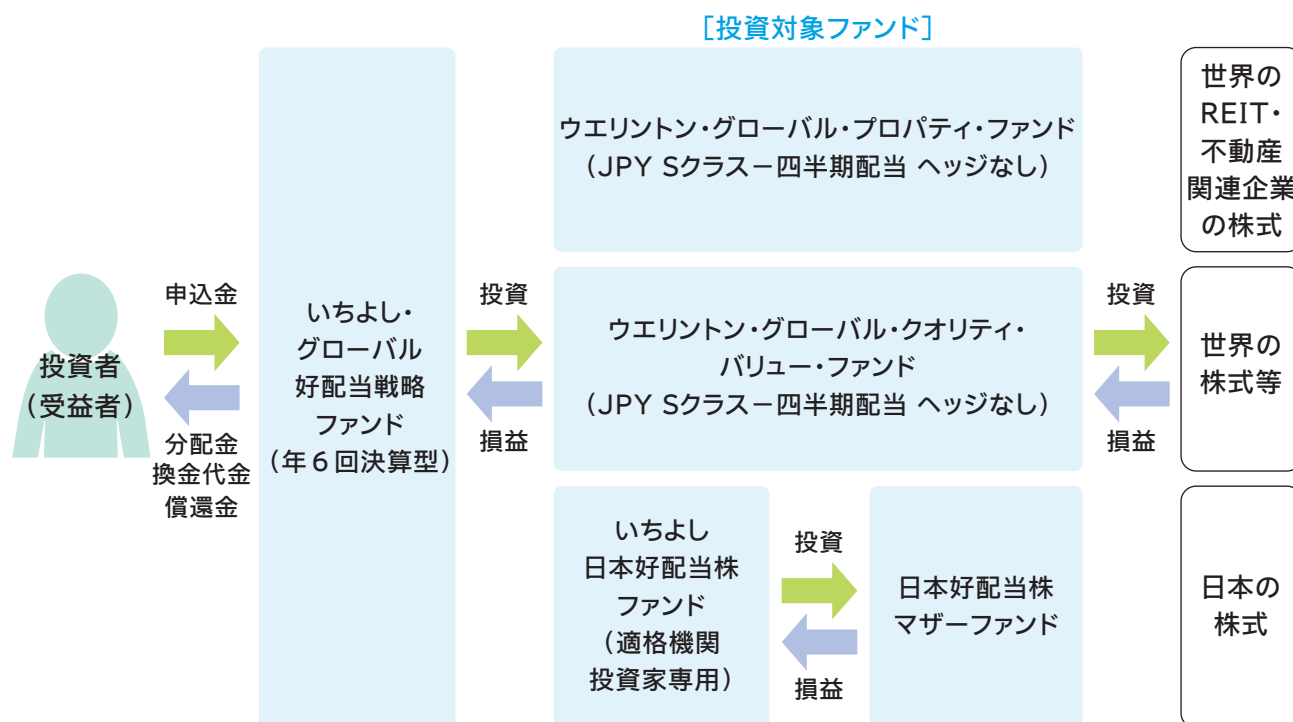 ［投資対象ファンド］
ウエリントン・グローバル・プロパティ・ファンド
（JPY Sクラス－四半期配当 ヘッジなし）
世界の
REIT・
不動産
関連企業
の株式
投資者
（受益者）
申込金
分配金
換金代金
償還金
いちよし・
グローバル
好配当戦略
ファンド
（年６回決算型）
投資
損益
ウエリントン・グローバル・クオリティ・
バリュー・ファンド
（JPY Sクラス－四半期配当 ヘッジなし）
投資
損益
世界の
株式等
いちよし
日本好配当株
ファンド
（適格機関
投資家専用）
投資
損益
日本好配当株
マザーファンド
日本の
株式